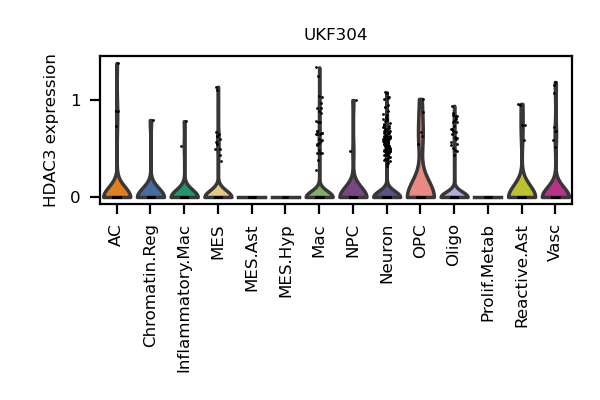 UKF304
HDAC3 expression
1
0
AC
Chromatin.Reg
Inflammatory.Mac
MES
MES.Ast
MES.Hyp
Mac
NPC
Neuron
OPC
Oligo
Prolif.Metab
Reactive.Ast
Vasc